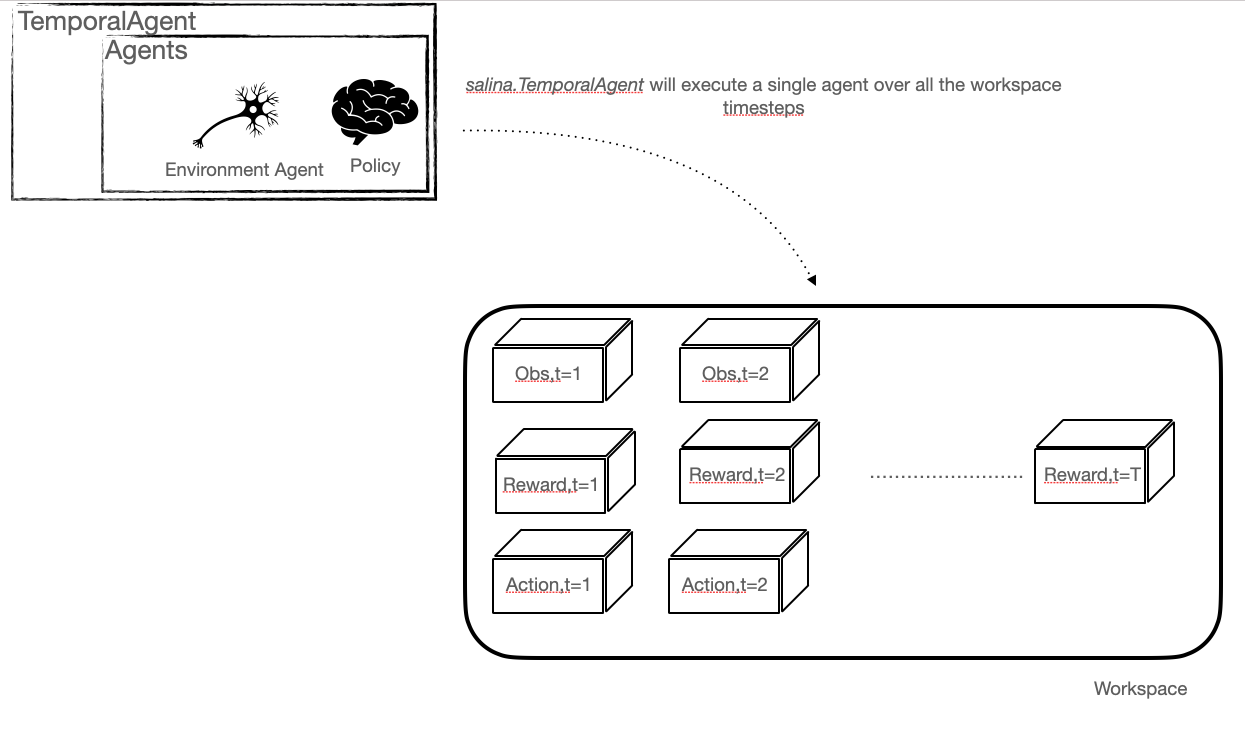 TemporalAgent
Agents
Environment Agent
Policy
salina.TemporalAgent will execute a single agent over all the workspace
timesteps
Obs,t=1
Obs,t=2
Reward,t=1
Reward,t=2
Reward,t=T
Action,t=1
Action,t=2
Workspace